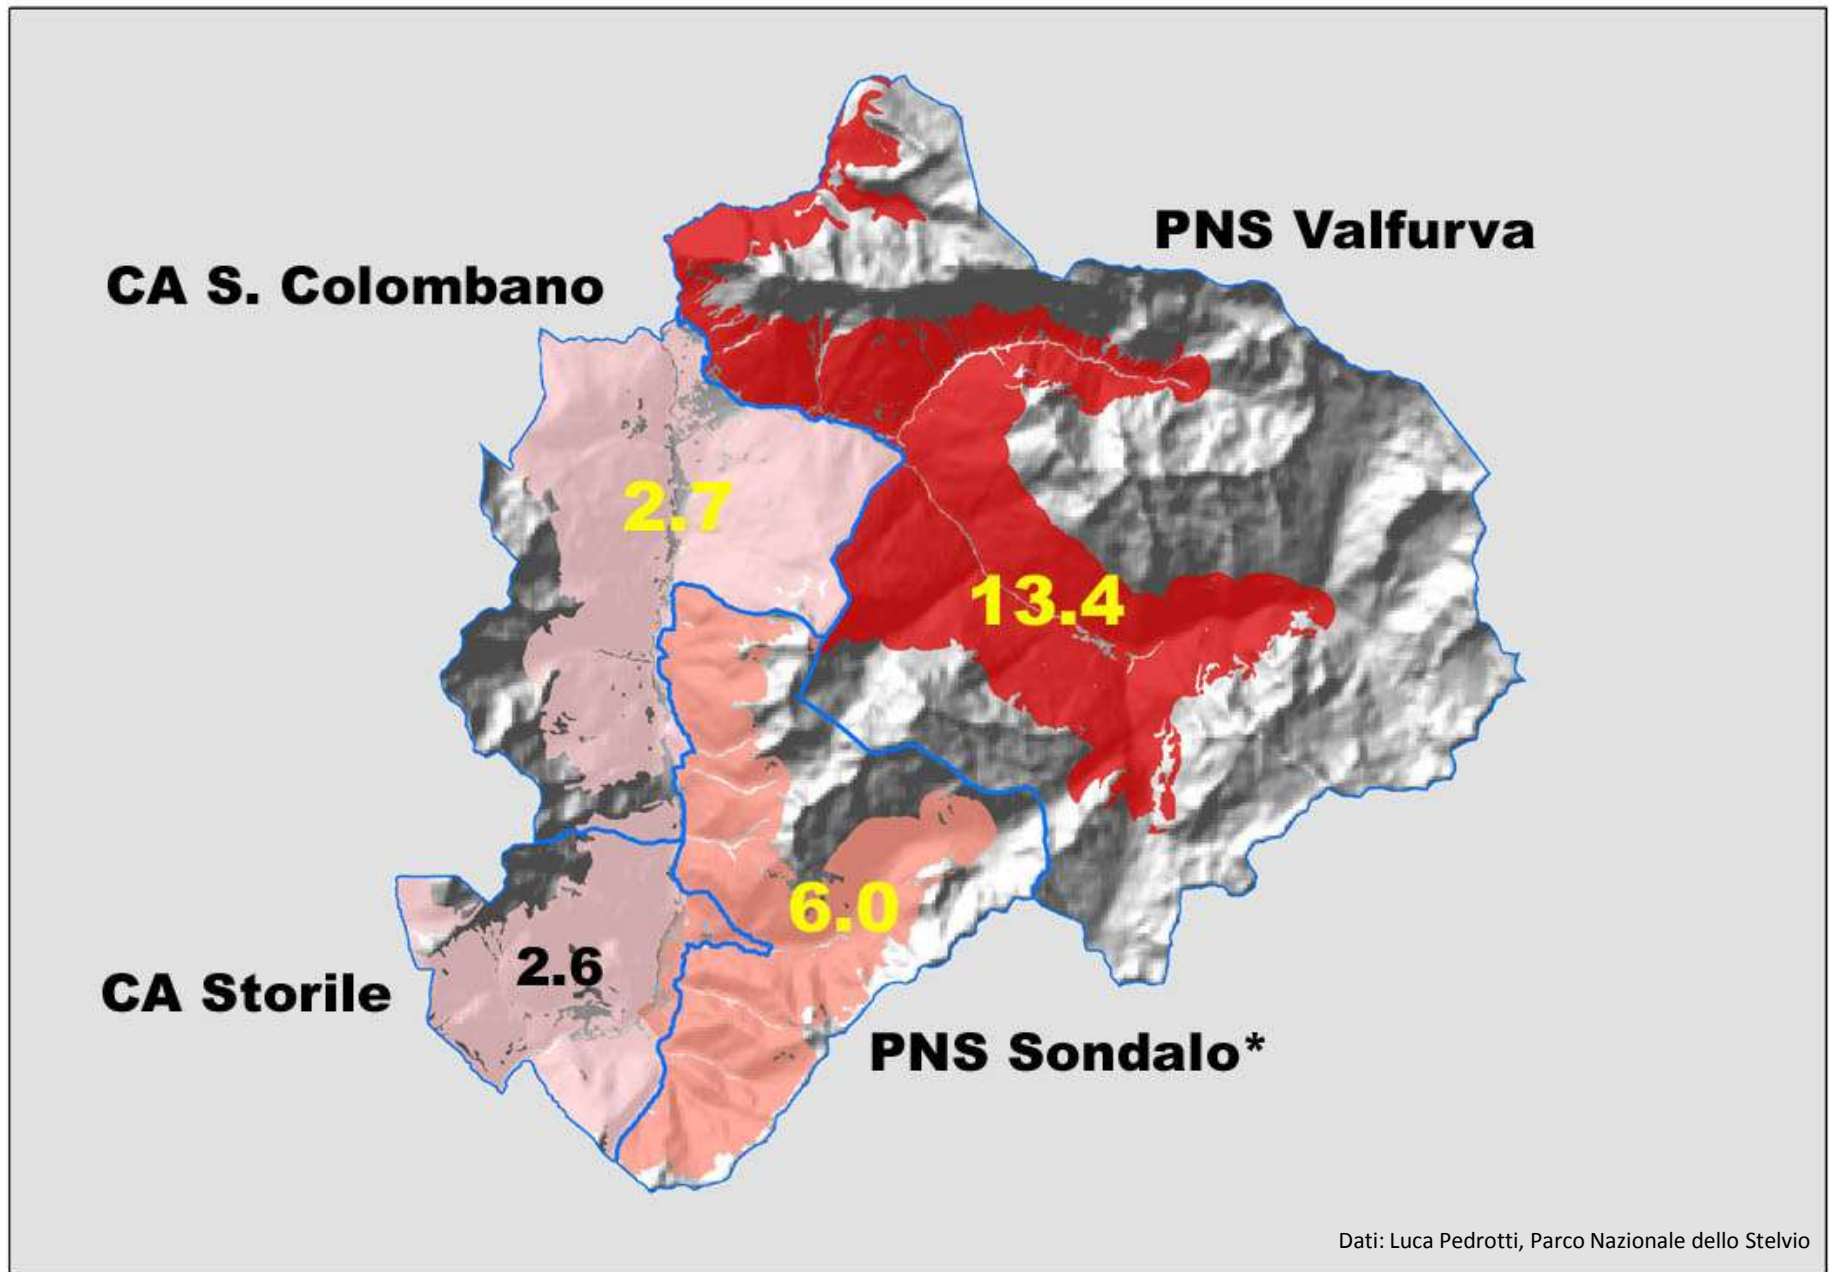 PNS Valfurva
CA S. Colombano
2.7
13.4
6.0
2.6
CA Storile
PNS Sondalo*
Dati: Luca Pedrotti, Parco Nazionale dello Stelvio